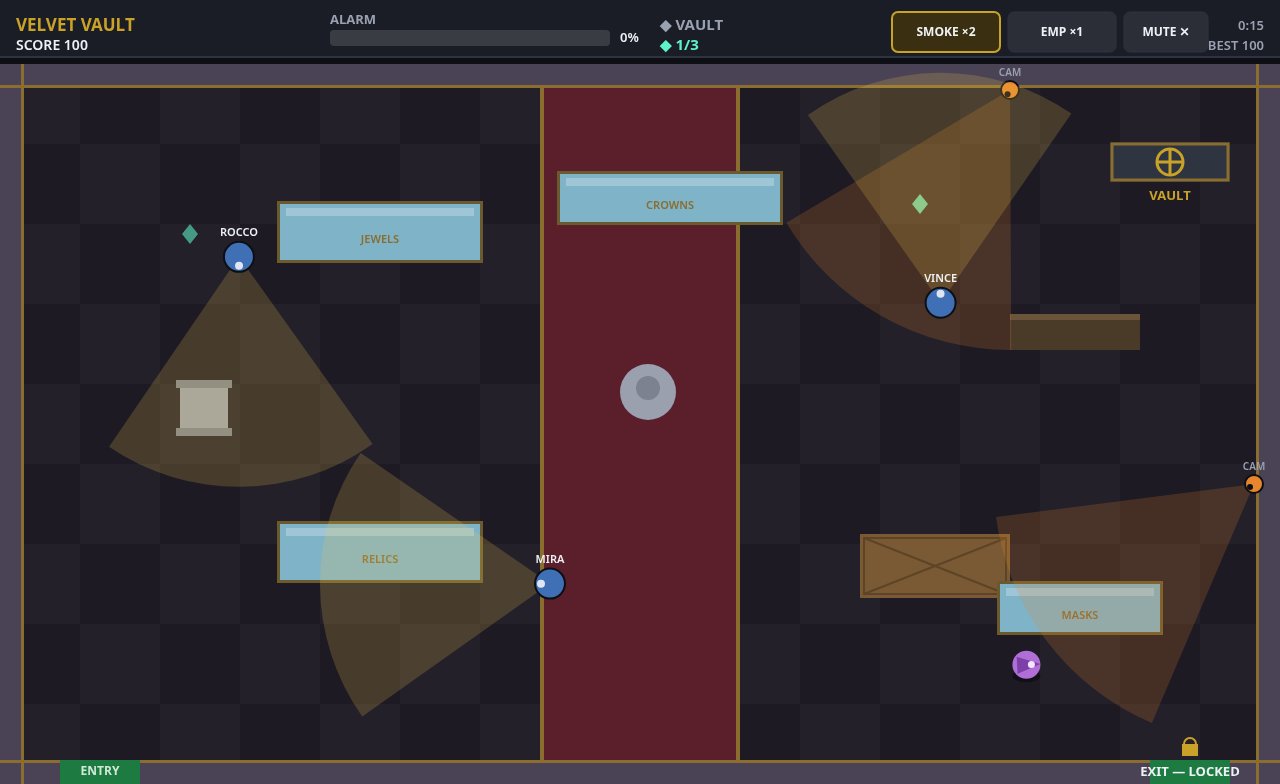 VELVET VAULT
SCORE 100
ALARM
0%
◆ VAULT
◆ 1/3
SMOKE ×2
EMP ×1
MUTE ✕
0:15
BEST 100
CAM
VAULT
CROWNS
JEWELS
ROCCO
VINCE
CAM
RELICS
MIRA
MASKS
ENTRY
EXIT — LOCKED